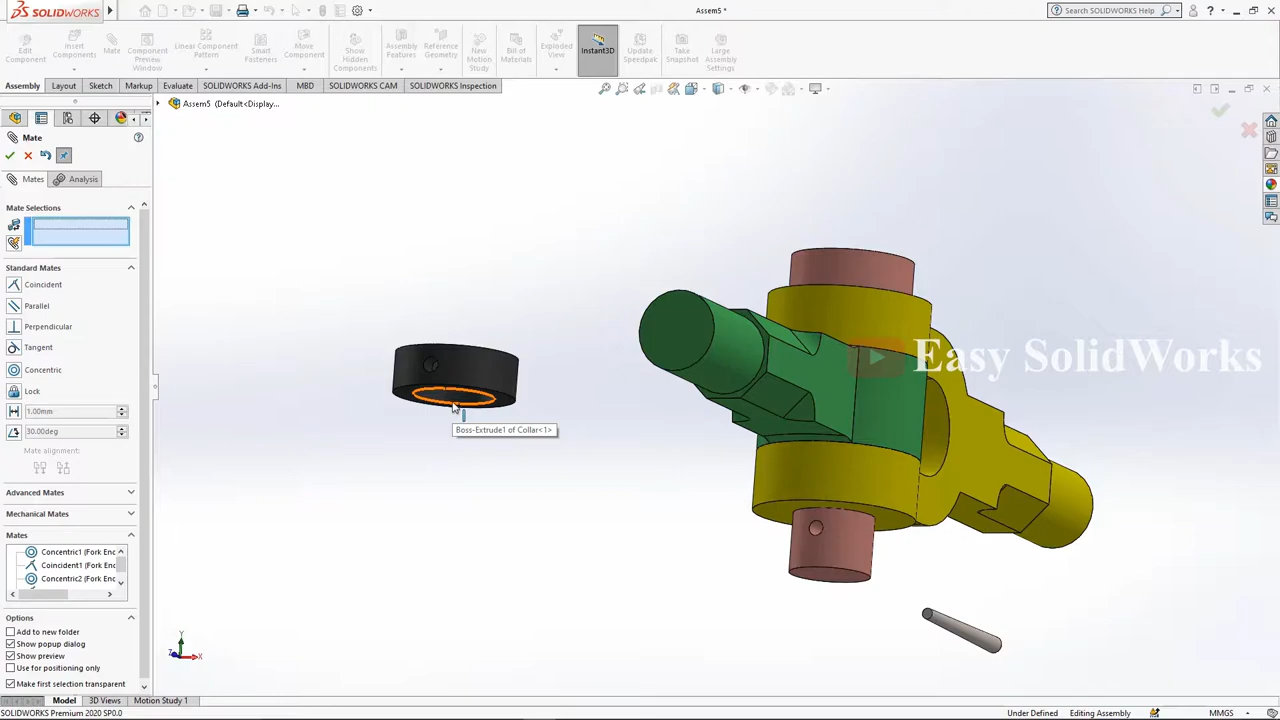 SOLIDWORKS
Assem5 *
Search SOLIDWORKS Help
Edit Component
Insert Components
Mate
Component Preview Window
Linear Component Pattern
Smart Fasteners
Move Component
Show Hidden Components
Assembly Features
Reference Geometry
New Motion Study
Bill of Materials
Exploded View
Instant3D
Update Speedpak
Take Snapshot
Large Assembly Settings
Assembly
Layout
Sketch
Markup
Evaluate
SOLIDWORKS Add-Ins
MBD
SOLIDWORKS CAM
SOLIDWORKS Inspection
Assem5 (Default<Display...
Mate
Mates
Analysis
Mate Selections
Standard Mates
Coincident
Parallel
Perpendicular
Tangent
Concentric
Lock
1.00mm
30.00deg
Mate alignment:
Advanced Mates
Mechanical Mates
Mates
Concentric1 (Fork Enc
Coincident1 (Fork Enc
Concentric2 (Fork Enc
Options
Add to new folder
Show popup dialog
Show preview
Use for positioning only
Make first selection transparent
Boss-Extrude1 of Collar<1>
Easy SolidWorks
Y
Z
X
Model
3D Views
Motion Study 1
SOLIDWORKS Premium 2020 SP0.0
Under Defined
Editing Assembly
MMGS